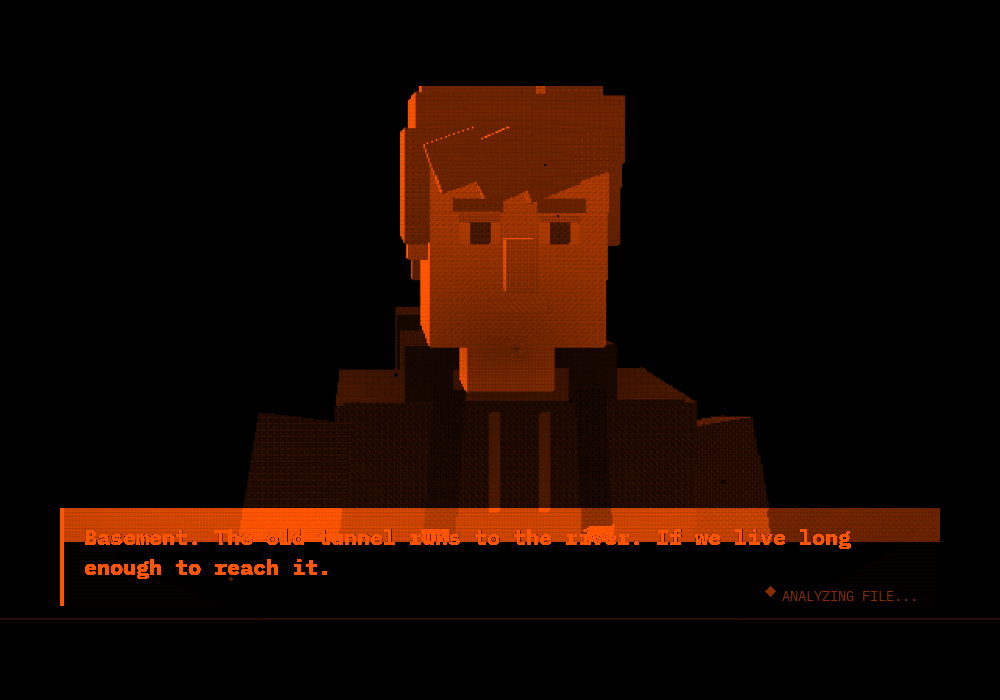 Basement. The old tunnel runs to the river. If we live long
enough to reach it.
ANALYZING FILE...